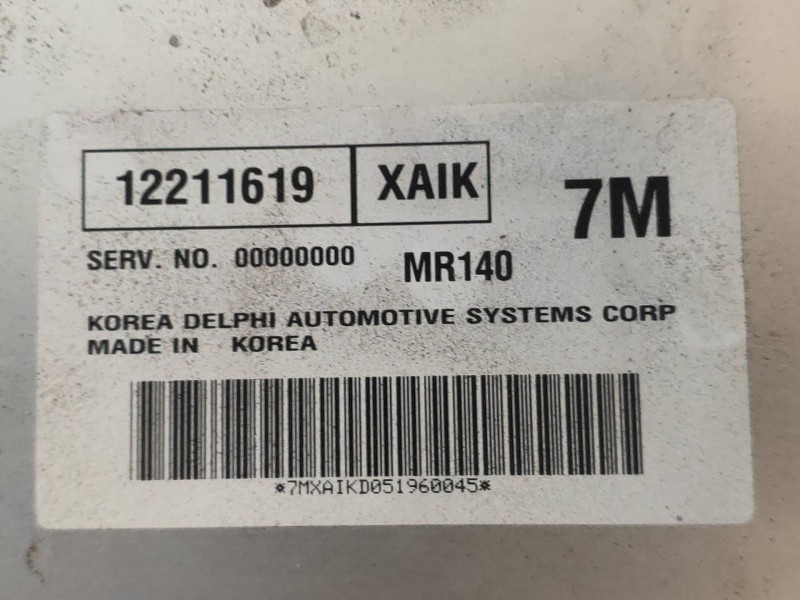 12211619 XAIK 7M
SERV. NO. 00000000 MR140
KOREA DELPHI AUTOMOTIVE SYSTEMS CORP
MADE IN KOREA
*7MXAIKD051960045*